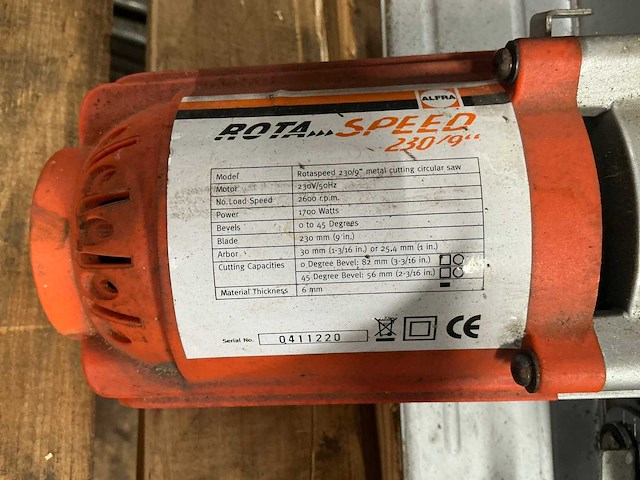 ALFRA
ROTA SPEED
230/9"
Model Rotaspeed 230/9" metal cutting circular saw
Motor 230V/50Hz
No.Load Speed 2600 r.p.m.
Power 1700 Watts
Bevels 0 to 45 Degrees
Blade 230 mm (9 in.)
Arbor 30 mm (1-3/16 in.) or 25,4 mm (1 in.)
Cutting Capacities 0 Degree Bevel: 82 mm (3-3/16 in.)
45 Degree Bevel: 56 mm (2-3/16 in.)
Material Thickness 6 mm
Serial No. 0411220
CE